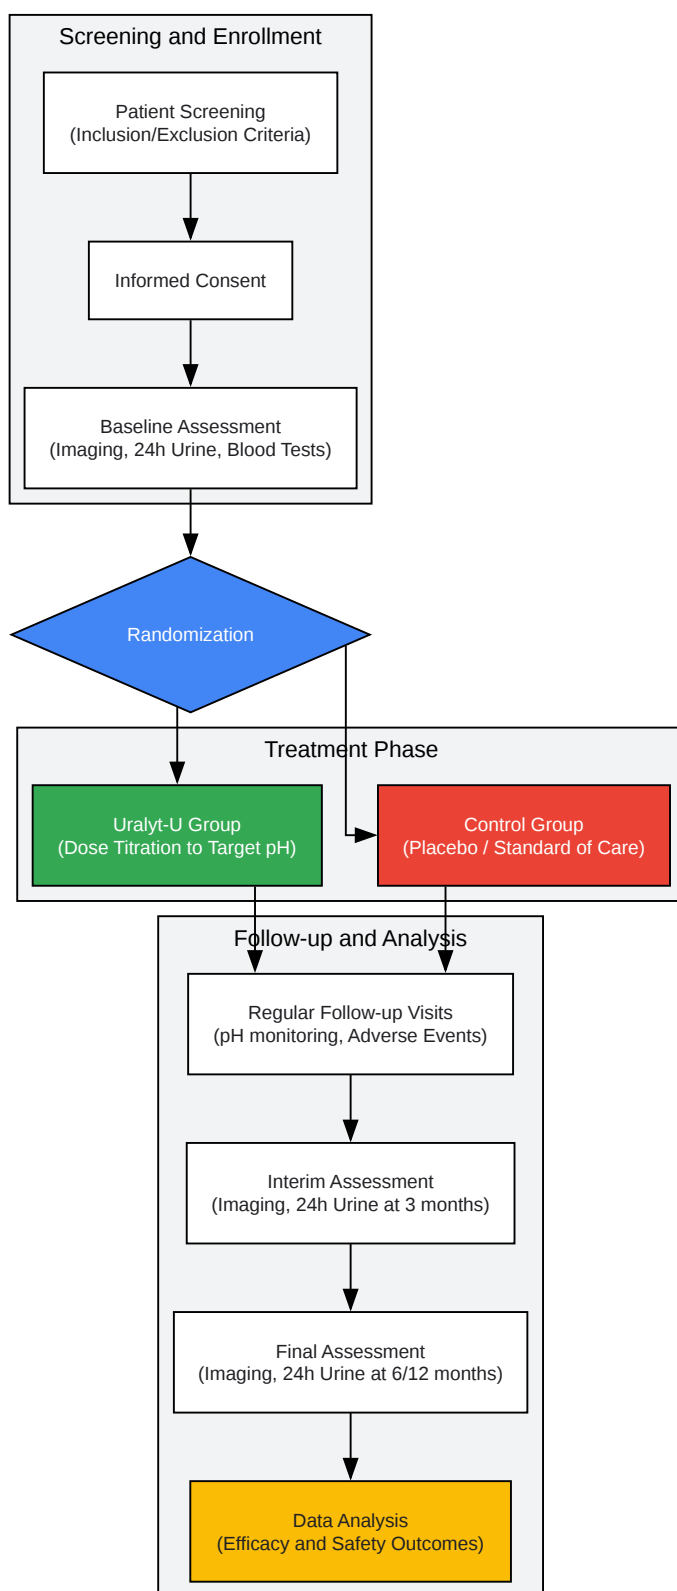 Screening and Enrollment
Patient Screening
(Inclusion/Exclusion Criteria)
Informed Consent
Baseline Assessment
(Imaging, 24h Urine, Blood Tests)
Randomization
Treatment Phase
Uralyt-U Group
(Dose Titration to Target pH)
Control Group
(Placebo / Standard of Care)
Follow-up and Analysis
Regular Follow-up Visits
(pH monitoring, Adverse Events)
Interim Assessment
(Imaging, 24h Urine at 3 months)
Final Assessment
(Imaging, 24h Urine at 6/12 months)
Data Analysis
(Efficacy and Safety Outcomes)